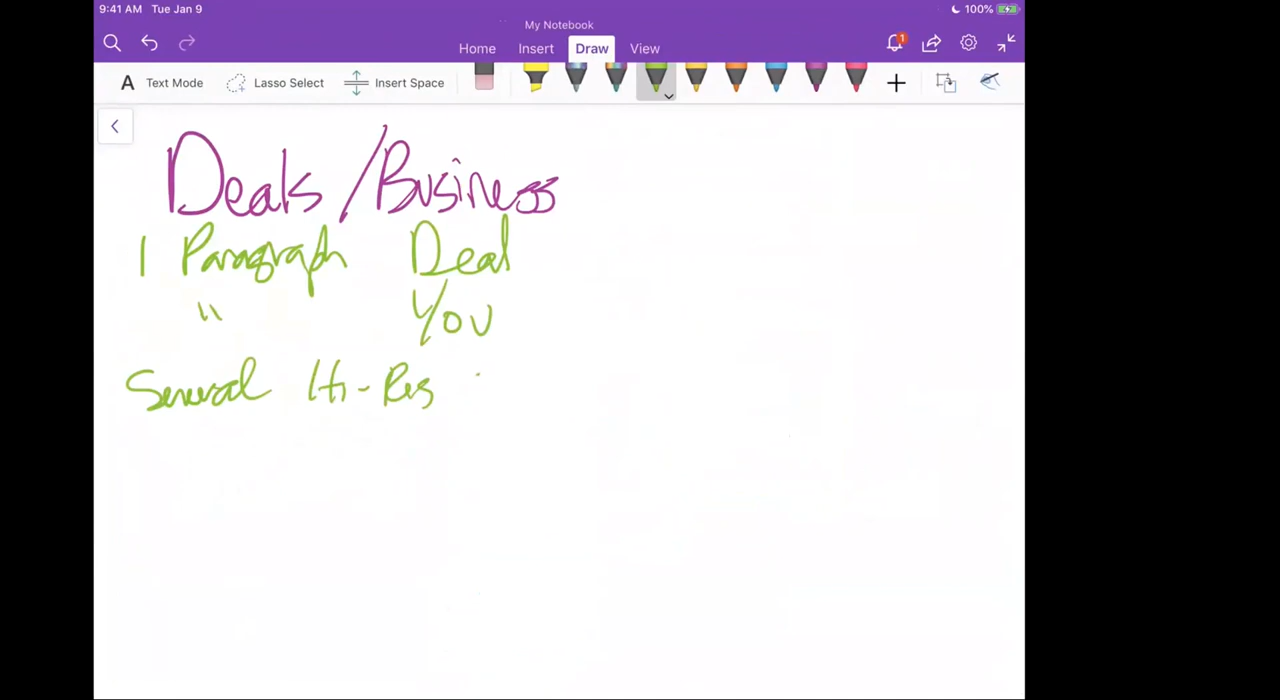 9:41 AM Tue Jan 9
100%
My Notebook
Home Insert Draw View
1
A Text Mode Lasso Select Insert Space
Deals/Business
1 Paragraph Deal
" You
Several Hi-Res